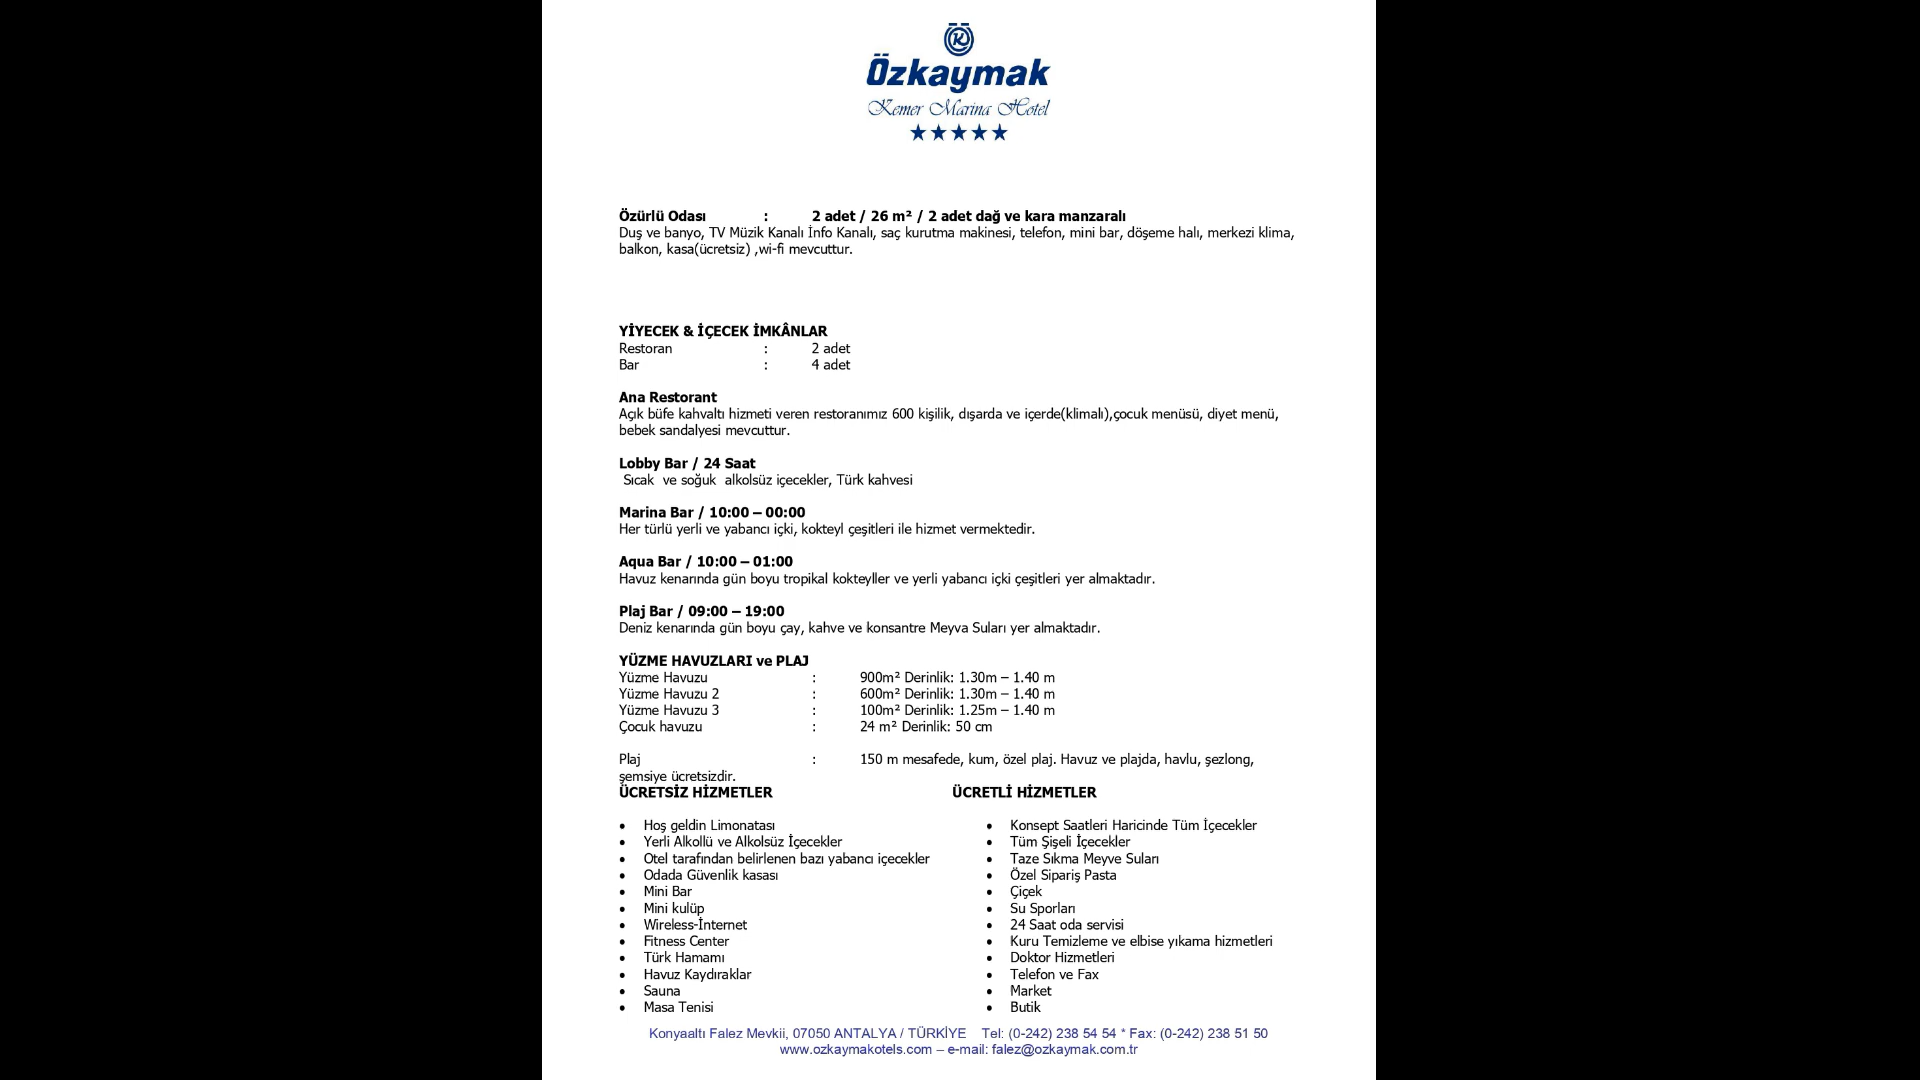 Özkaymak
Kemer Marina Hotel
Özürlü Odası : 2 adet / 26 m² / 2 adet dağ ve kara manzaralı
Duş ve banyo, TV Müzik Kanalı İnfo Kanalı, saç kurutma makinesi, telefon, mini bar, döşeme halı, merkezi klima,
balkon, kasa(ücretsiz) ,wi-fi mevcuttur.
YİYECEK & İÇECEK İMKÂNLAR
Restoran : 2 adet
Bar : 4 adet
Ana Restorant
Açık büfe kahvaltı hizmeti veren restoranımız 600 kişilik, dışarda ve içerde(klimalı),çocuk menüsü, diyet menü,
bebek sandalyesi mevcuttur.
Lobby Bar / 24 Saat
Sıcak ve soğuk alkolsüz içecekler, Türk kahvesi
Marina Bar / 10:00 – 00:00
Her türlü yerli ve yabancı içki, kokteyl çeşitleri ile hizmet vermektedir.
Aqua Bar / 10:00 – 01:00
Havuz kenarında gün boyu tropikal kokteyller ve yerli yabancı içki çeşitleri yer almaktadır.
Plaj Bar / 09:00 – 19:00
Deniz kenarında gün boyu çay, kahve ve konsantre Meyva Suları yer almaktadır.
YÜZME HAVUZLARI ve PLAJ
Yüzme Havuzu : 900m² Derinlik: 1.30m – 1.40 m
Yüzme Havuzu 2 : 600m² Derinlik: 1.30m – 1.40 m
Yüzme Havuzu 3 : 100m² Derinlik: 1.25m – 1.40 m
Çocuk havuzu : 24 m² Derinlik: 50 cm
Plaj : 150 m mesafede, kum, özel plaj. Havuz ve plajda, havlu, şezlong,
şemsiye ücretsizdir.
ÜCRETSİZ HİZMETLER ÜCRETLİ HİZMETLER
• Hoş geldin Limonatası • Konsept Saatleri Haricinde Tüm İçecekler
• Yerli Alkollü ve Alkolsüz İçecekler • Tüm Şişeli İçecekler
• Otel tarafından belirlenen bazı yabancı içecekler • Taze Sıkma Meyve Suları
• Odada Güvenlik kasası • Özel Sipariş Pasta
• Mini Bar • Çiçek
• Mini kulüp • Su Sporları
• Wireless-İnternet • 24 Saat oda servisi
• Fitness Center • Kuru Temizleme ve elbise yıkama hizmetleri
• Türk Hamamı • Doktor Hizmetleri
• Havuz Kaydıraklar • Telefon ve Fax
• Sauna • Market
• Masa Tenisi • Butik
Konyaaltı Falez Mevkii, 07050 ANTALYA / TÜRKİYE Tel: (0-242) 238 54 54 * Fax: (0-242) 238 51 50
www.ozkaymakotels.com – e-mail: falez@ozkaymak.com.tr